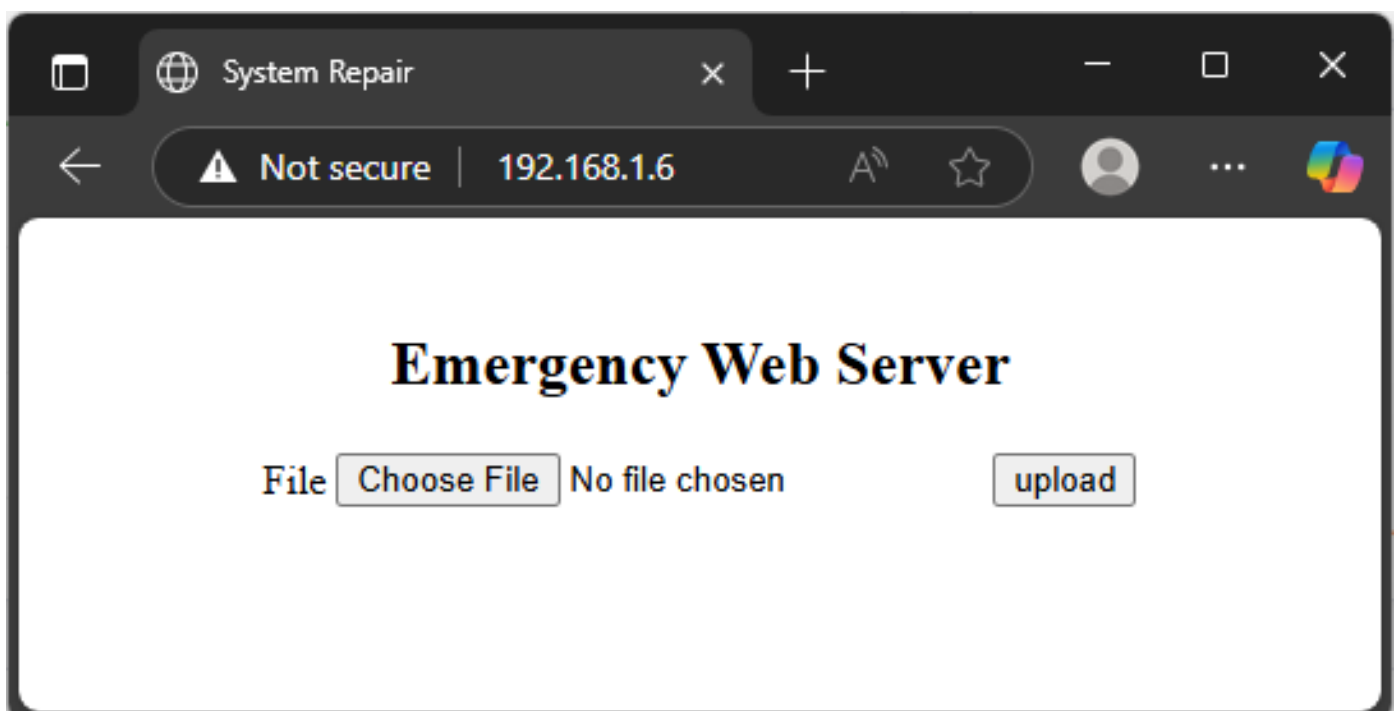 System Repair
Not secure 192.168.1.6
Emergency Web Server
File Choose File No file chosen upload